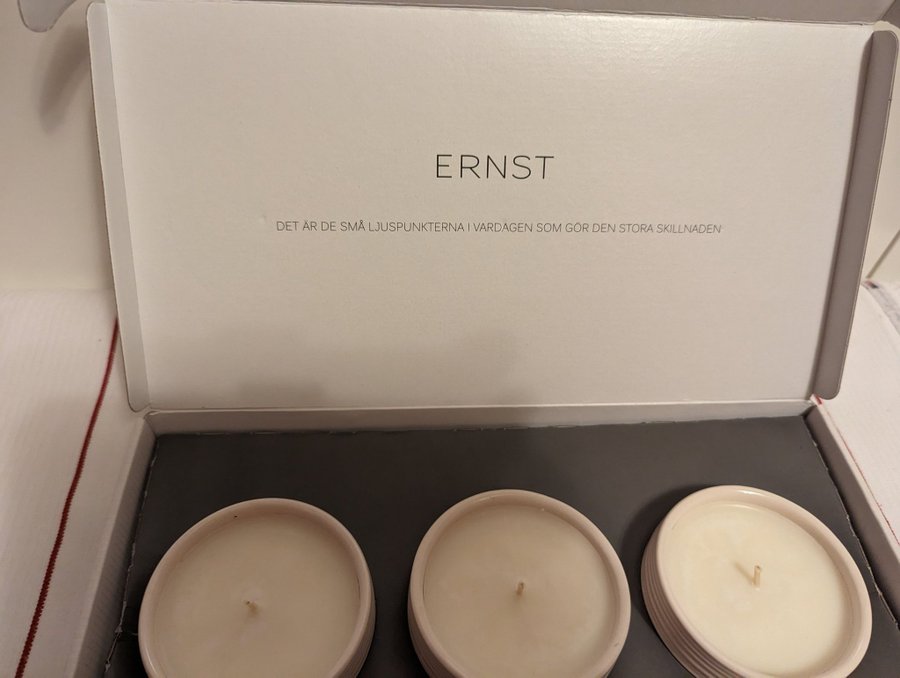 ERNST
DET ÄR DE SMÅ LJUSPUNKTERNA I VARDAGEN SOM GÖR DEN STORA SKILLNADEN